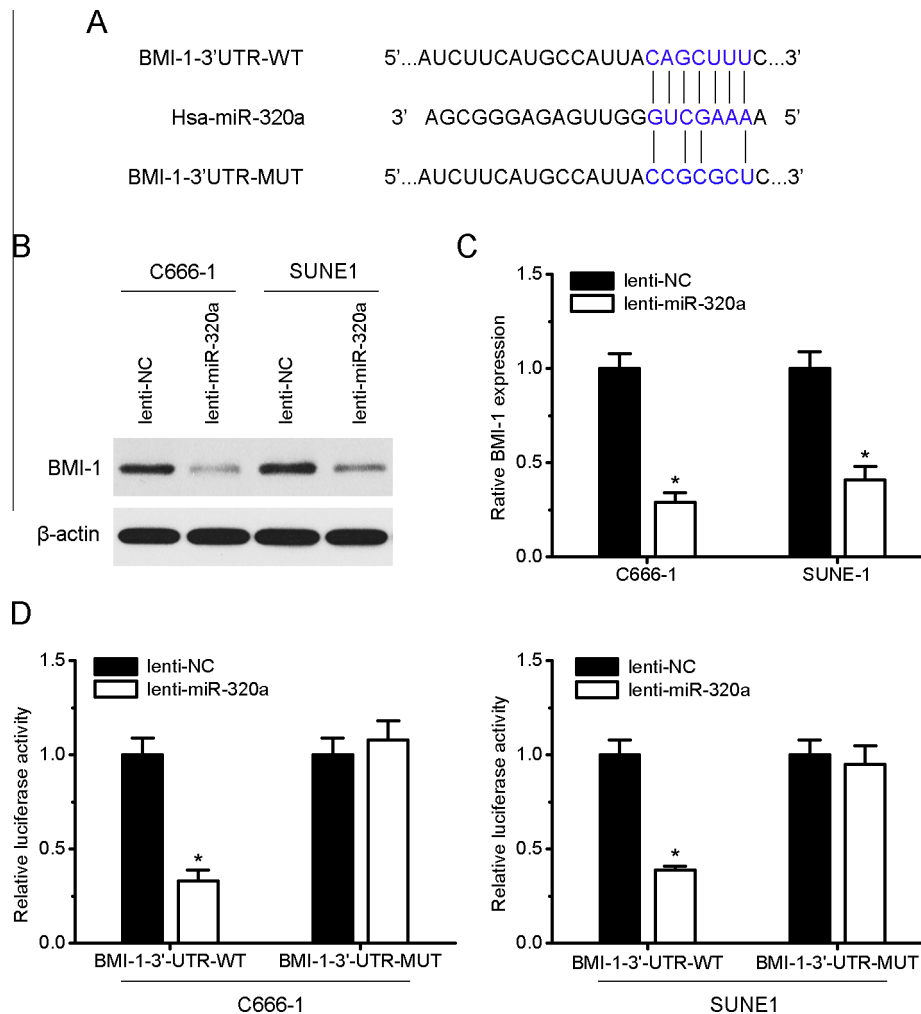 A
BMI-1-3'UTR-WT 5'...AUCUUCAUGCCAUUACAGCUUUC...3'
Hsa-miR-320a 3' AGCGGGAGAGUUGGGUCGAAAA 5'
BMI-1-3'UTR-MUT 5'...AUCUUCAUGCCAUUACCGCGCUC...3'
B
C666-1 SUNE1
lenti-NC
lenti-miR-320a
lenti-NC
lenti-miR-320a
BMI-1
β-actin
C
lenti-NC
lenti-miR-320a
Rative BMI-1 expression
1.5
1.0
0.5
0.0
*
*
C666-1 SUNE-1
D
lenti-NC
lenti-miR-320a
Relative luciferase activity
1.5
1.0
0.5
0.0
*
BMI-1-3'-UTR-WT BMI-1-3'-UTR-MUT
C666-1
lenti-NC
lenti-miR-320a
Relative luciferase activity
1.5
1.0
0.5
0.0
*
BMI-1-3'-UTR-WT BMI-1-3'-UTR-MUT
SUNE1